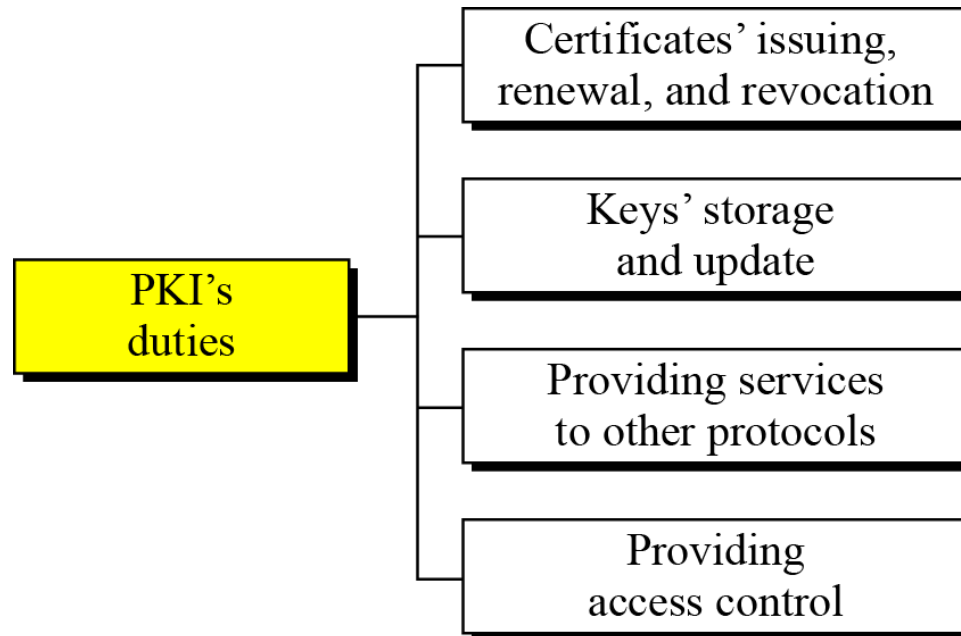 Certificates’ issuing,
renewal, and revocation
Keys’ storage
and update
PKI’s
duties
Providing services
to other protocols
Providing
access control